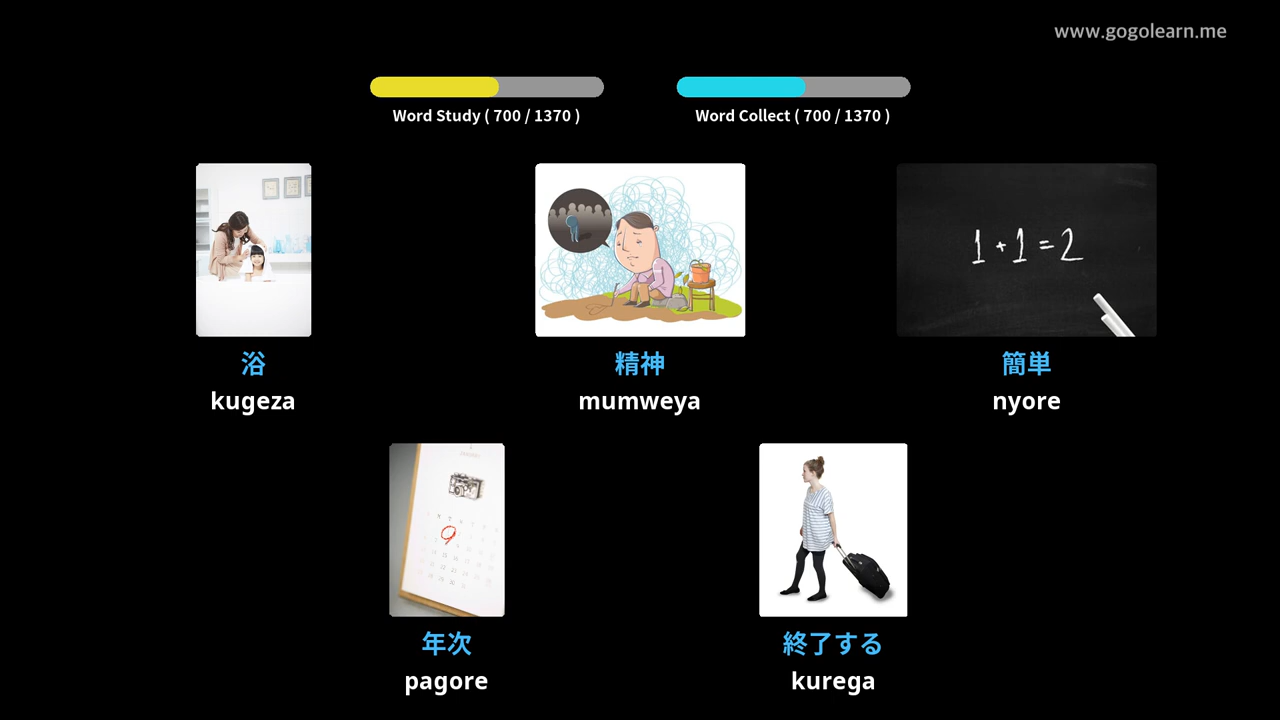 www.gogolearn.me
Word Study ( 700 / 1370 )
Word Collect ( 700 / 1370 )
1 + 1 = 2
浴
kugeza
精神
mumweya
簡単
nyore
9
年次
pagore
終了する
kurega